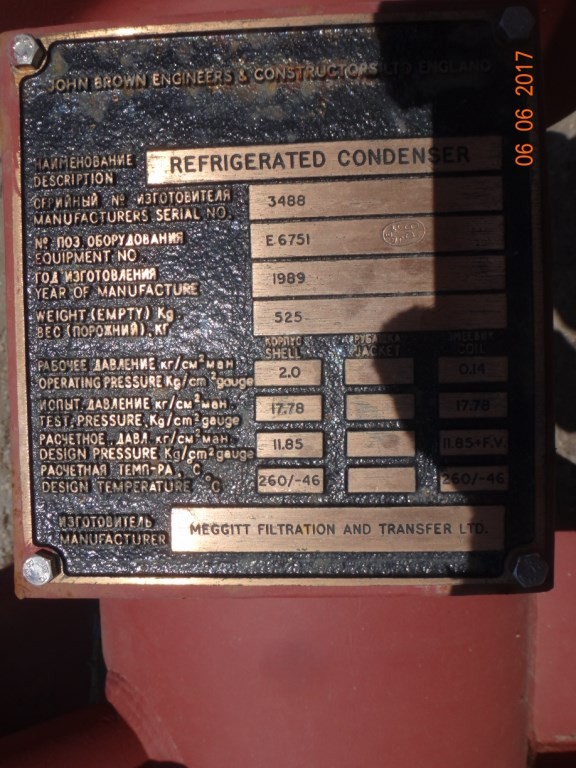 JOHN BROWN ENGINEERS & CONSTRUCTORS LTD ENGLAND
06 06 2017
НАИМЕНОВАНИЕ
DESCRIPTION
REFRIGERATED CONDENSER
СЕРИЙНЫЙ № ИЗГОТОВИТЕЛЯ
MANUFACTURERS SERIAL NO.
3488
№ ПОЗ ОБОРУДОВАНИЯ
EQUIPMENT NO.
E6751
ГОД ИЗГОТОВЛЕНИЯ
YEAR OF MANUFACTURE
1989
WEIGHT (EMPTY) Kg
ВЕС (ПОРОЖНИЙ), КГ
525
КОРПУС РУБАШКА ЗМЕЕВИК
SHELL JACKET COIL
РАБОЧЕЕ ДАВЛЕНИЕ кг/см² ман.
OPERATING PRESSURE Kg/cm² gauge
2.0 0.14
ИСПЫТ. ДАВЛЕНИЕ кг/см² ман.
TEST PRESSURE Kg/cm² gauge
17.78 17.78
РАСЧЕТНОЕ ДАВЛ. кг/см² ман.
DESIGN PRESSURE Kg/cm² gauge
11.85 11.85+F.V
РАСЧЕТНАЯ ТЕМП-РА, °C
DESIGN TEMPERATURE °C
260/-46 260/-46
ИЗГОТОВИТЕЛЬ
MANUFACTURER
MEGGITT FILTRATION AND TRANSFER LTD.